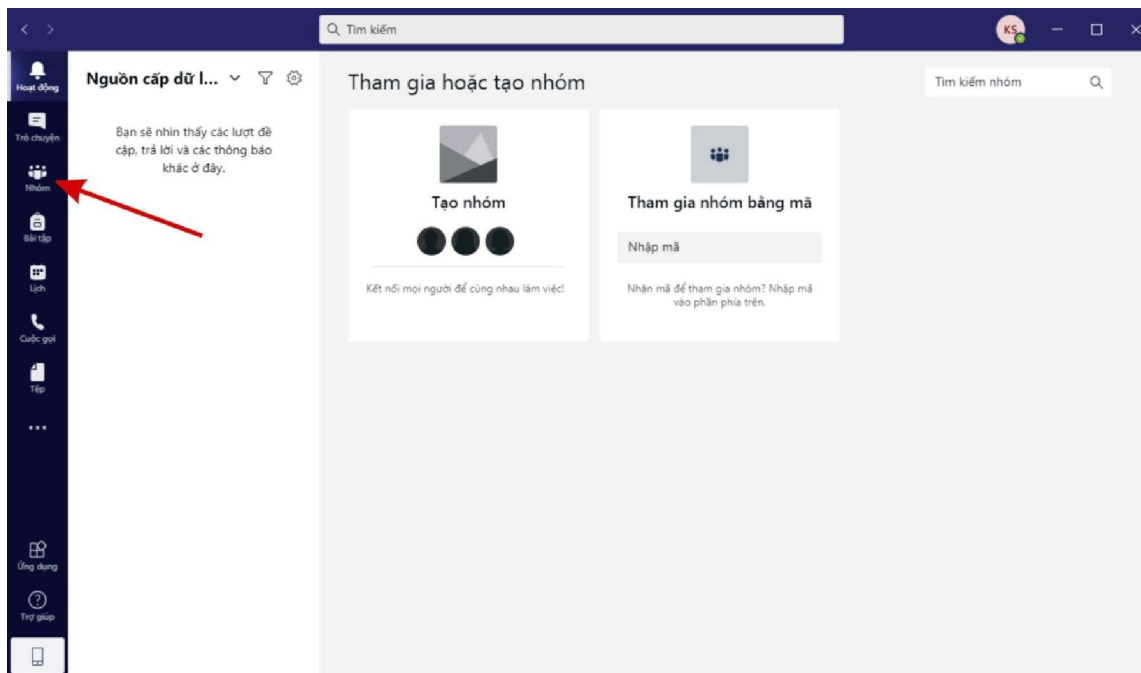 Tìm kiếm
KS
Hoạt động
Trò chuyện
Nhóm
Bài tập
Lịch
Cuộc gọi
Tệp
Ứng dụng
Trợ giúp
Nguồn cấp dữ l...
Bạn sẽ nhìn thấy các lượt đề
cập, trả lời và các thông báo
khác ở đây.
Tham gia hoặc tạo nhóm
Tìm kiếm nhóm
Tạo nhóm
Kết nối mọi người để cùng nhau làm việc!
Tham gia nhóm bằng mã
Nhập mã
Nhận mã để tham gia nhóm? Nhập mã
vào phần phía trên.